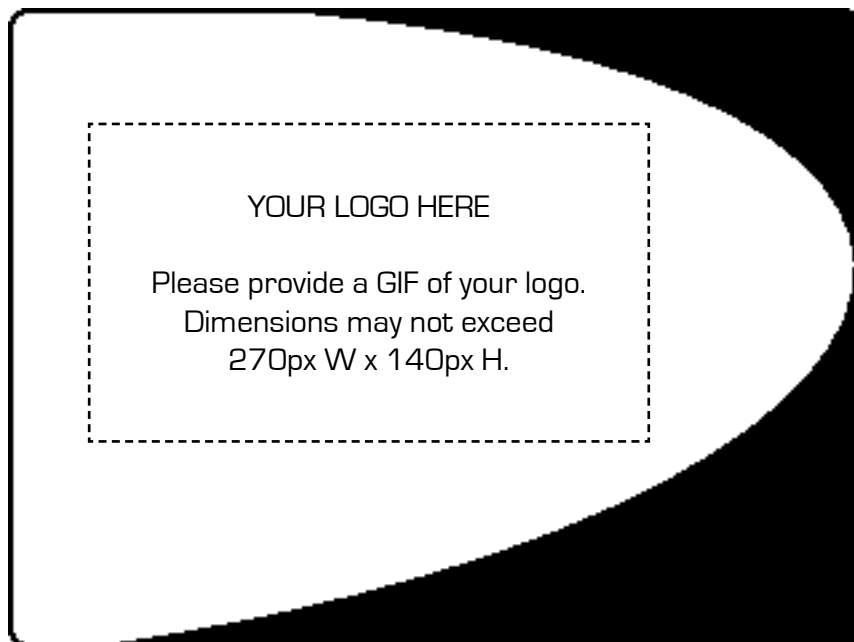 YOUR LOGO HERE
Please provide a GIF of your logo.
Dimensions may not exceed
270px W x 140px H.